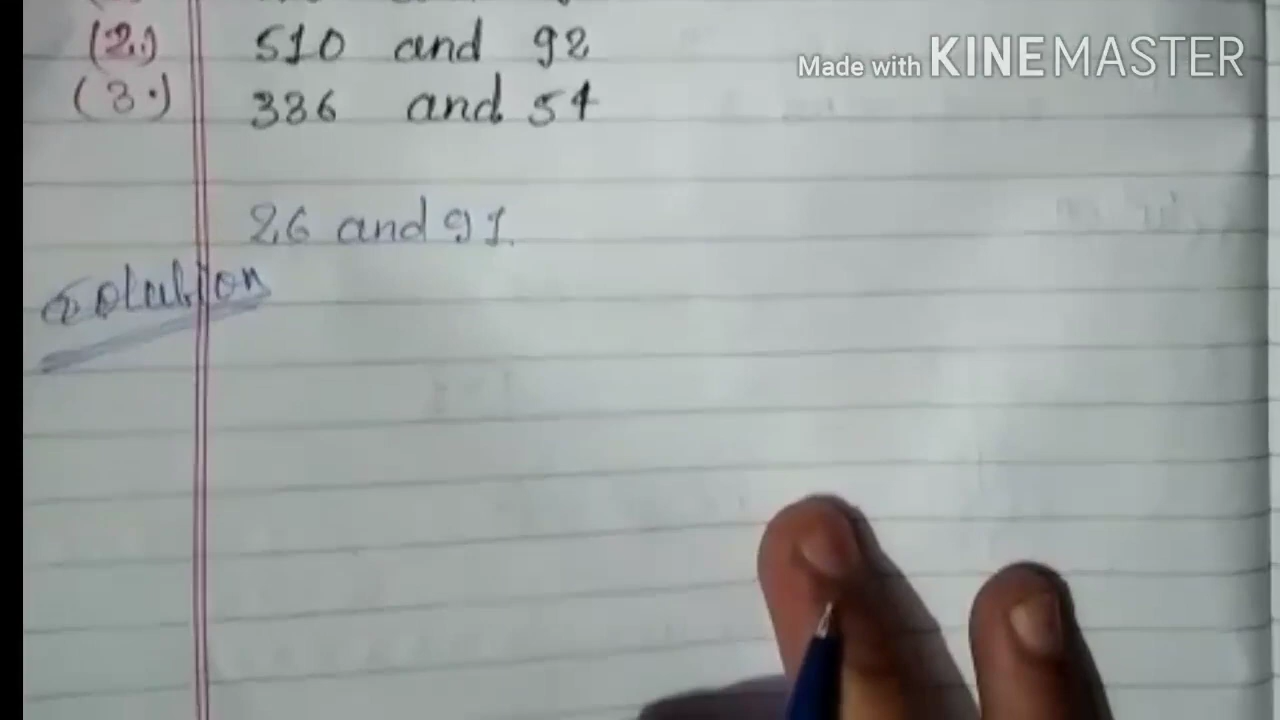 (2.) 510 and 92
Made with KINEMASTER
(3.) 336 and 54
26 and 91.
Solution